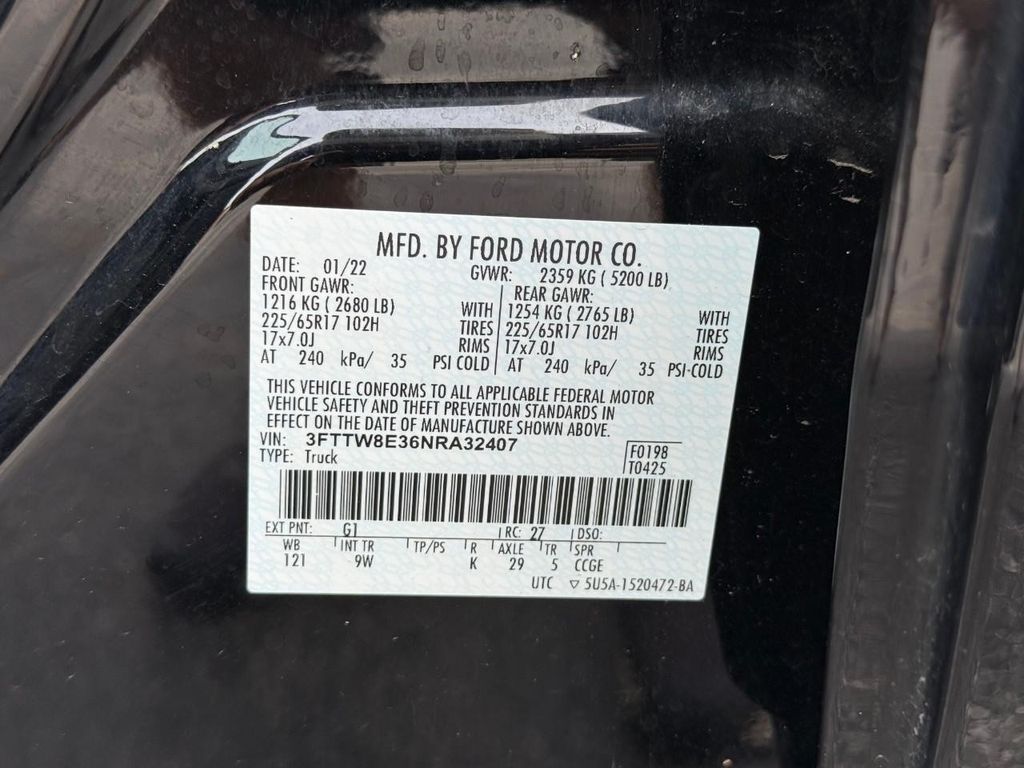 MFD. BY FORD MOTOR CO.
DATE: 01/22 GVWR: 2359 KG ( 5200 LB)
FRONT GAWR: REAR GAWR:
1216 KG ( 2680 LB) WITH 1254 KG ( 2765 LB) WITH
225/65R17 102H TIRES 225/65R17 102H TIRES
17x7.0J RIMS 17x7.0J RIMS
AT 240 kPa/ 35 PSI COLD AT 240 kPa/ 35 PSI-COLD
THIS VEHICLE CONFORMS TO ALL APPLICABLE FEDERAL MOTOR
VEHICLE SAFETY AND THEFT PREVENTION STANDARDS IN
EFFECT ON THE DATE OF MANUFACTURE SHOWN ABOVE.
VIN: 3FTTW8E36NRA32407 F0198
TYPE: Truck T0425
EXT PNT: G1 RC: 27 DSO:
WB INT TR TP/PS R AXLE TR SPR
121 9W K 29 5 CCGE
UTC ▽ 5U5A-1520472-BA